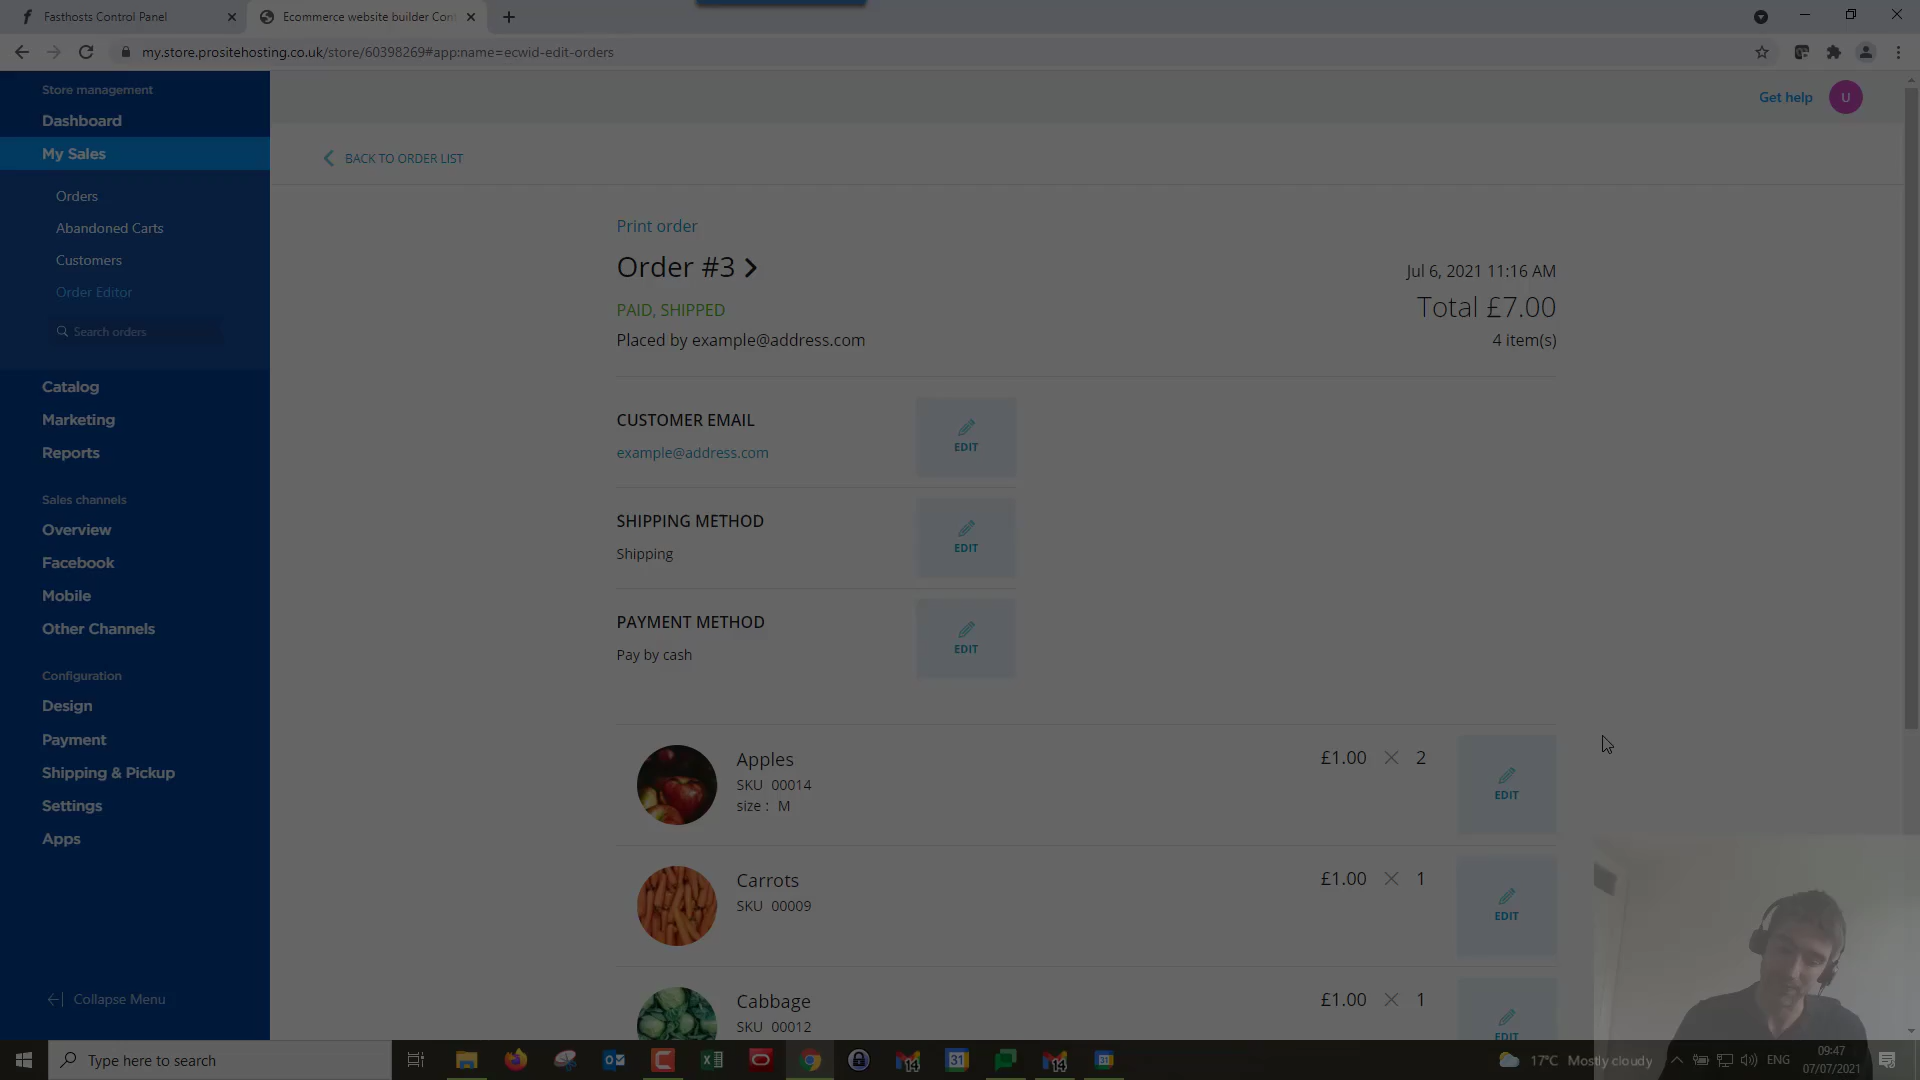 Fasthosts Control Panel
Ecommerce website builder Con
my.store.prositehosting.co.uk/store/60398269#app:name=ecwid-edit-orders
Store management
Dashboard
My Sales
Orders
Abandoned Carts
Customers
Order Editor
Search orders
Catalog
Marketing
Reports
Sales channels
Overview
Facebook
Mobile
Other Channels
Configuration
Design
Payment
Shipping & Pickup
Settings
Apps
Collapse Menu
Get help
U
BACK TO ORDER LIST
Print order
Order #3
Jul 6, 2021 11:16 AM
PAID, SHIPPED
Total £7.00
Placed by example@address.com
4 item(s)
CUSTOMER EMAIL
example@address.com
EDIT
SHIPPING METHOD
Shipping
EDIT
PAYMENT METHOD
Pay by cash
EDIT
Apples
SKU 00014
size : M
£1.00 × 2
EDIT
Carrots
SKU 00009
£1.00 × 1
EDIT
Cabbage
SKU 00012
£1.00 × 1
EDIT
Type here to search
31
14
14
17°C Mostly cloudy
ENG
09:47
07/07/2021